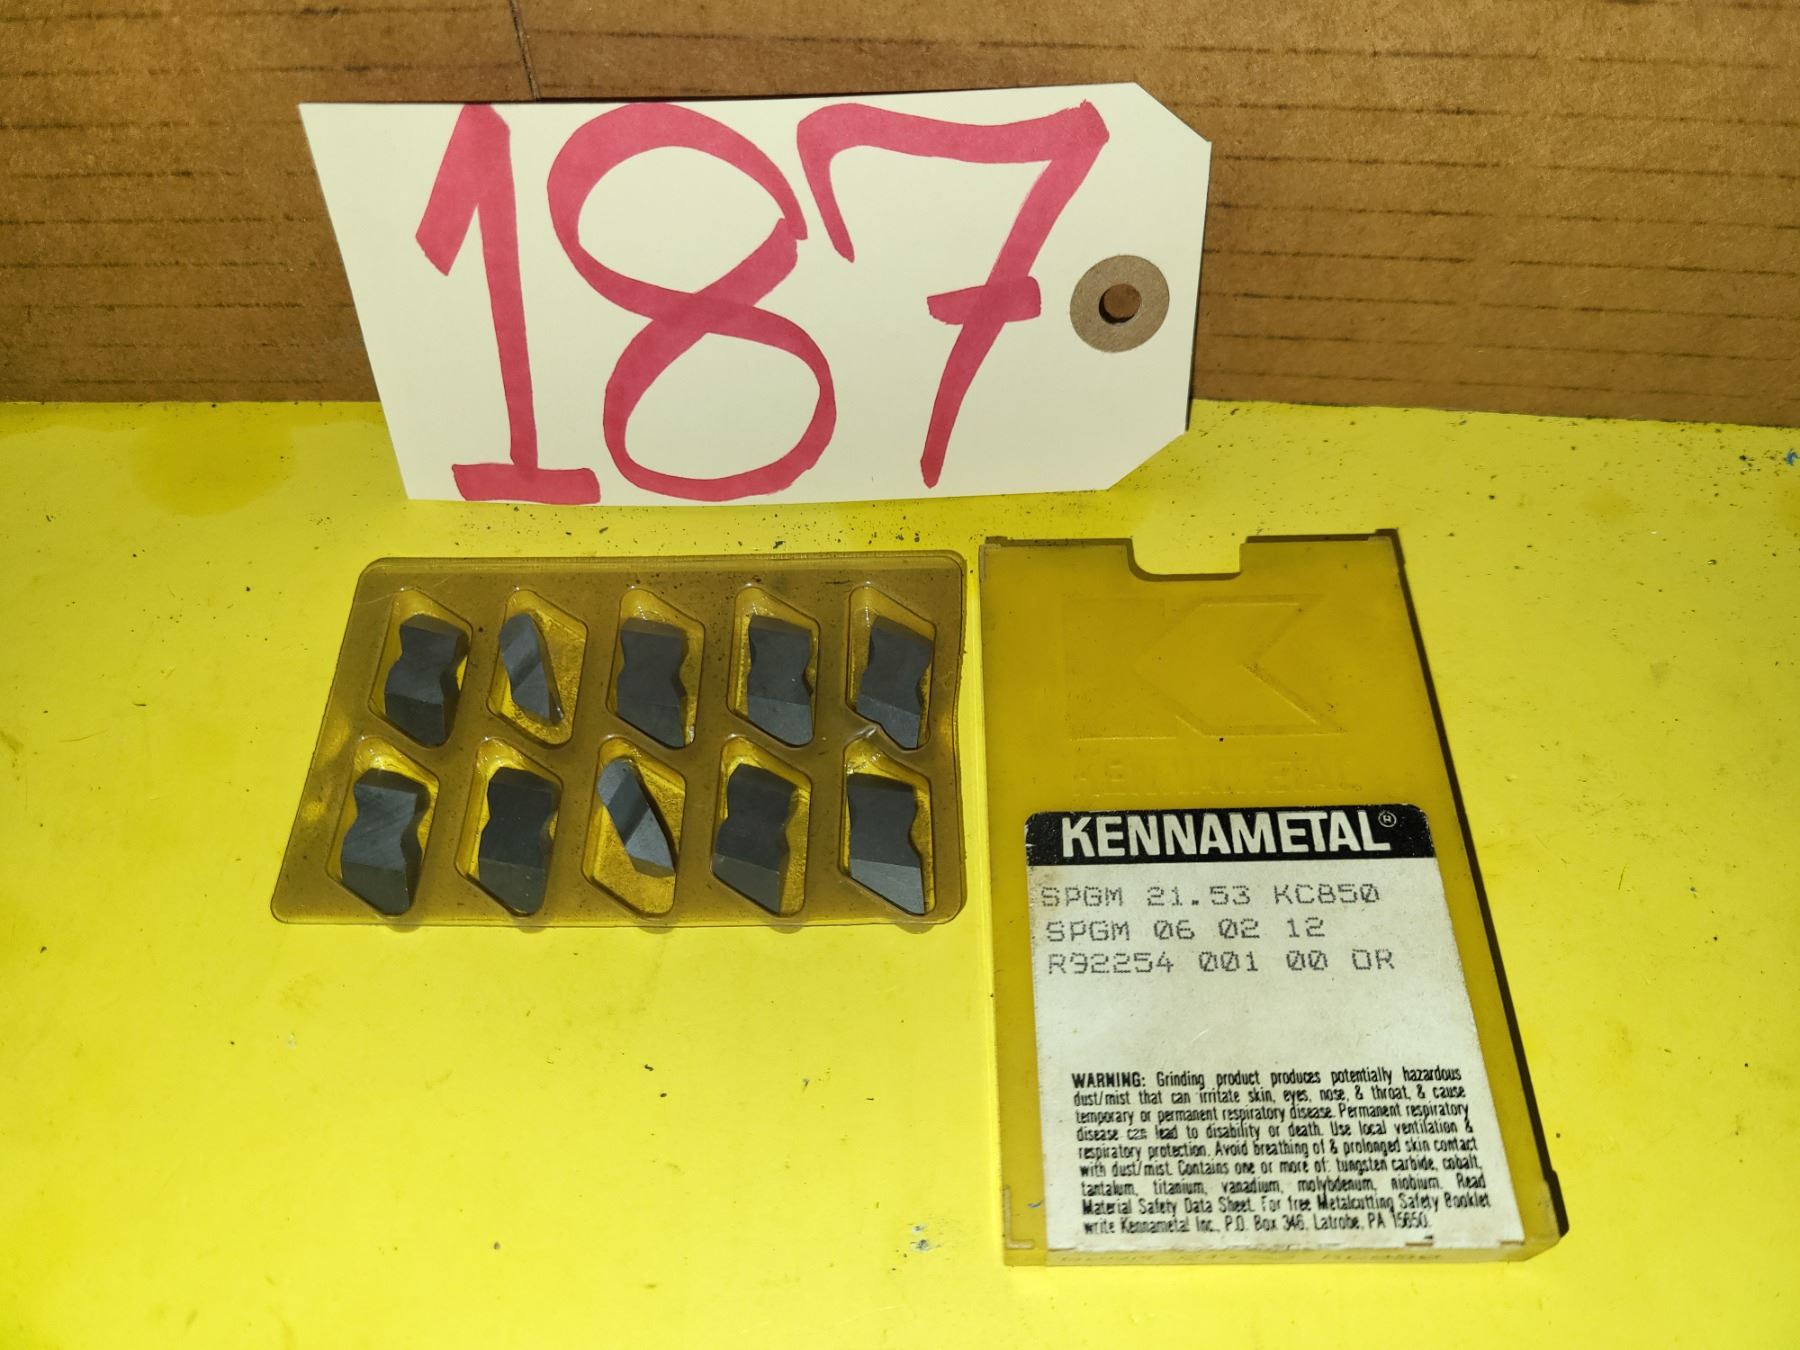 187
KENNAMETAL
KENNAMETAL®
SPGM 21.53 KC850
SPGM 06 02 12
R92254 001 00 OR
WARNING: Grinding product produces potentially hazardous
dust/mist that can irritate skin, eyes, nose, & throat, & cause
temporary or permanent respiratory disease. Permanent respiratory
disease can lead to disability or death. Use local ventilation &
respiratory protection. Avoid breathing of & prolonged skin contact
with dust/mist. Contains one or more of: tungsten carbide, cobalt,
tantalum, titanium, vanadium, molybdenum, niobium. Read
Material Safety Data Sheet. For free Metalcutting Safety Booklet
write Kennametal Inc., P.O. Box 346, Latrobe, PA 15650.